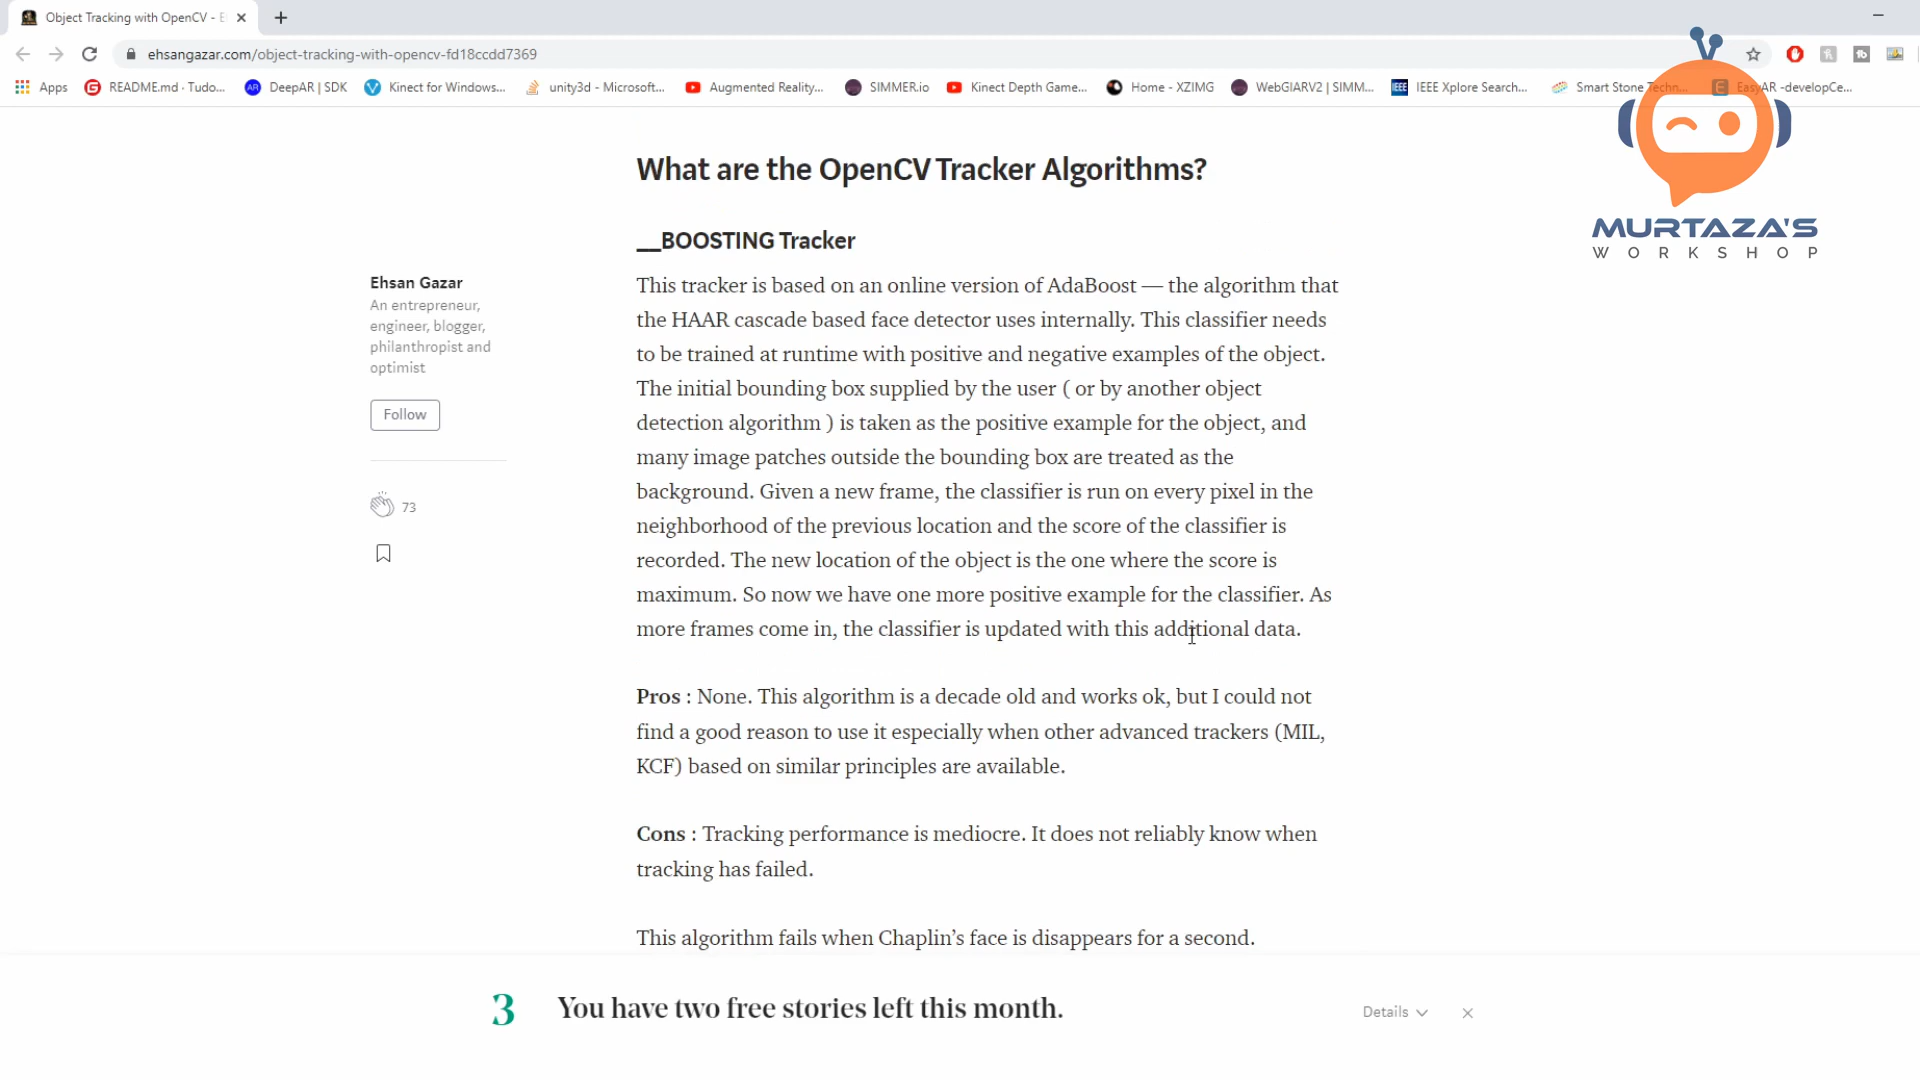 Object Tracking with OpenCV - E
ehsangazar.com/object-tracking-with-opencv-fd18ccdd7369
Apps README.md · Tudo... DeepAR | SDK Kinect for Windows... unity3d - Microsoft... Augmented Reality... SIMMER.io Kinect Depth Game... Home - XZIMG WebGIARV2 | SIMM... IEEE Xplore Search... Smart Stone Techn... EasyAR -developCe...
MURTAZA'S
WORKSHOP
What are the OpenCV Tracker Algorithms?
__BOOSTING Tracker
Ehsan Gazar
An entrepreneur,
engineer, blogger,
philanthropist and
optimist
Follow
73
This tracker is based on an online version of AdaBoost — the algorithm that
the HAAR cascade based face detector uses internally. This classifier needs
to be trained at runtime with positive and negative examples of the object.
The initial bounding box supplied by the user ( or by another object
detection algorithm ) is taken as the positive example for the object, and
many image patches outside the bounding box are treated as the
background. Given a new frame, the classifier is run on every pixel in the
neighborhood of the previous location and the score of the classifier is
recorded. The new location of the object is the one where the score is
maximum. So now we have one more positive example for the classifier. As
more frames come in, the classifier is updated with this additional data.
Pros : None. This algorithm is a decade old and works ok, but I could not
find a good reason to use it especially when other advanced trackers (MIL,
KCF) based on similar principles are available.
Cons : Tracking performance is mediocre. It does not reliably know when
tracking has failed.
This algorithm fails when Chaplin’s face is disappears for a second.
3 You have two free stories left this month.
Details